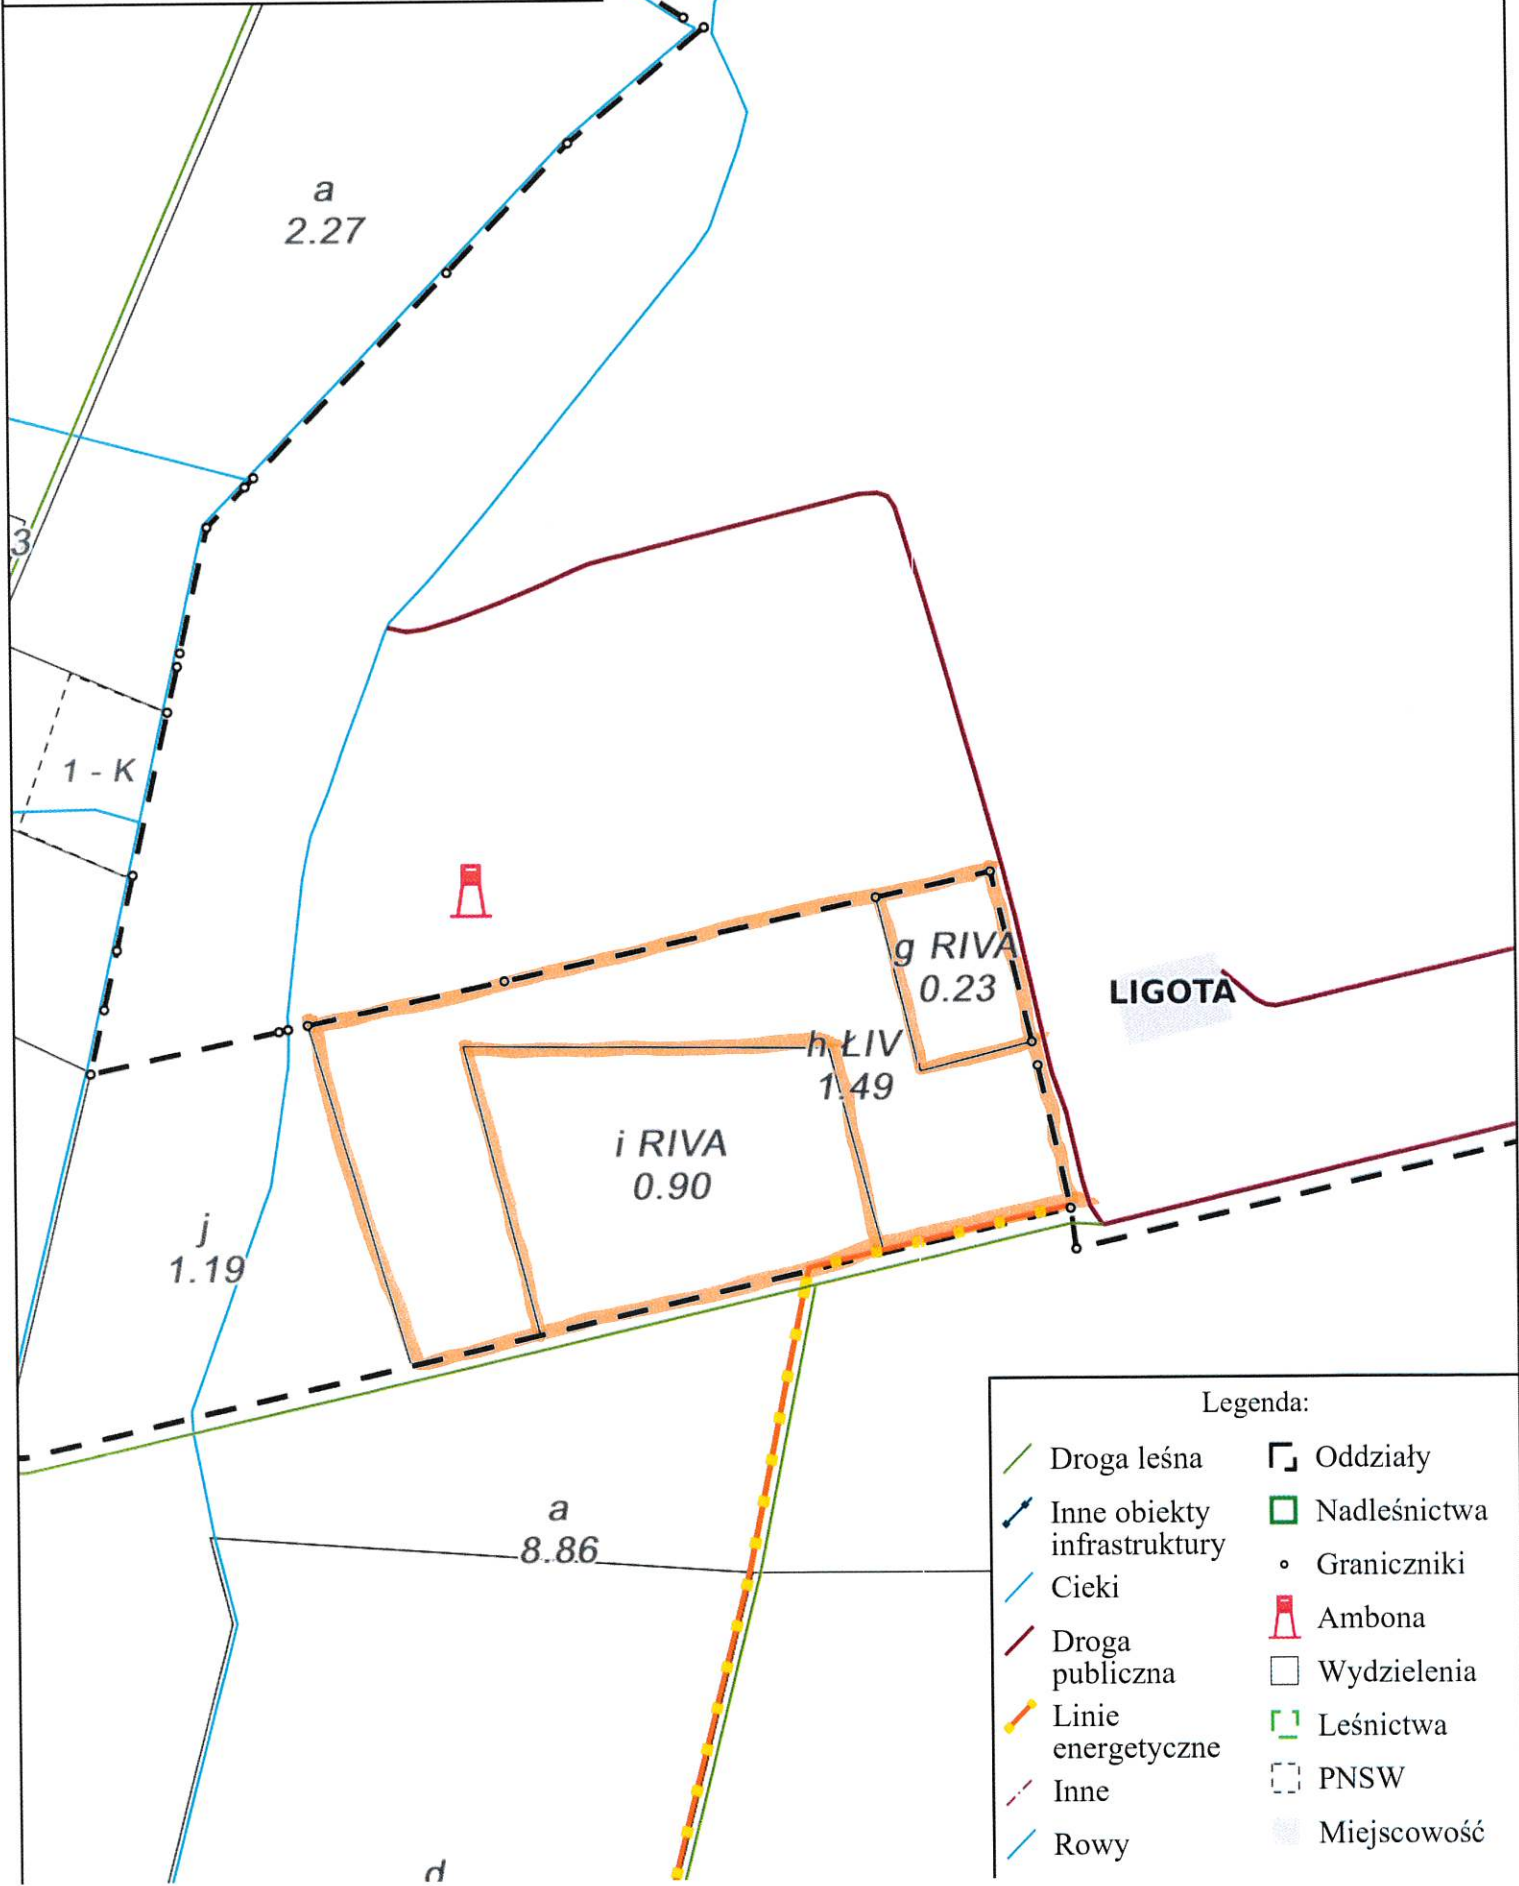 a
2.27
3
1 - K
g RIVA
0.23
LIGOTA
h ŁIV
1.49
i RIVA
0.90
j
1.19
a
8.86
d
Legenda:
Droga leśna
Inne obiekty
infrastruktury
Cieki
Droga
publiczna
Linie
energetyczne
Inne
Rowy
Oddziały
Nadleśnictwa
Graniczniki
Ambona
Wydzielenia
Leśnictwa
PNSW
Miejscowość